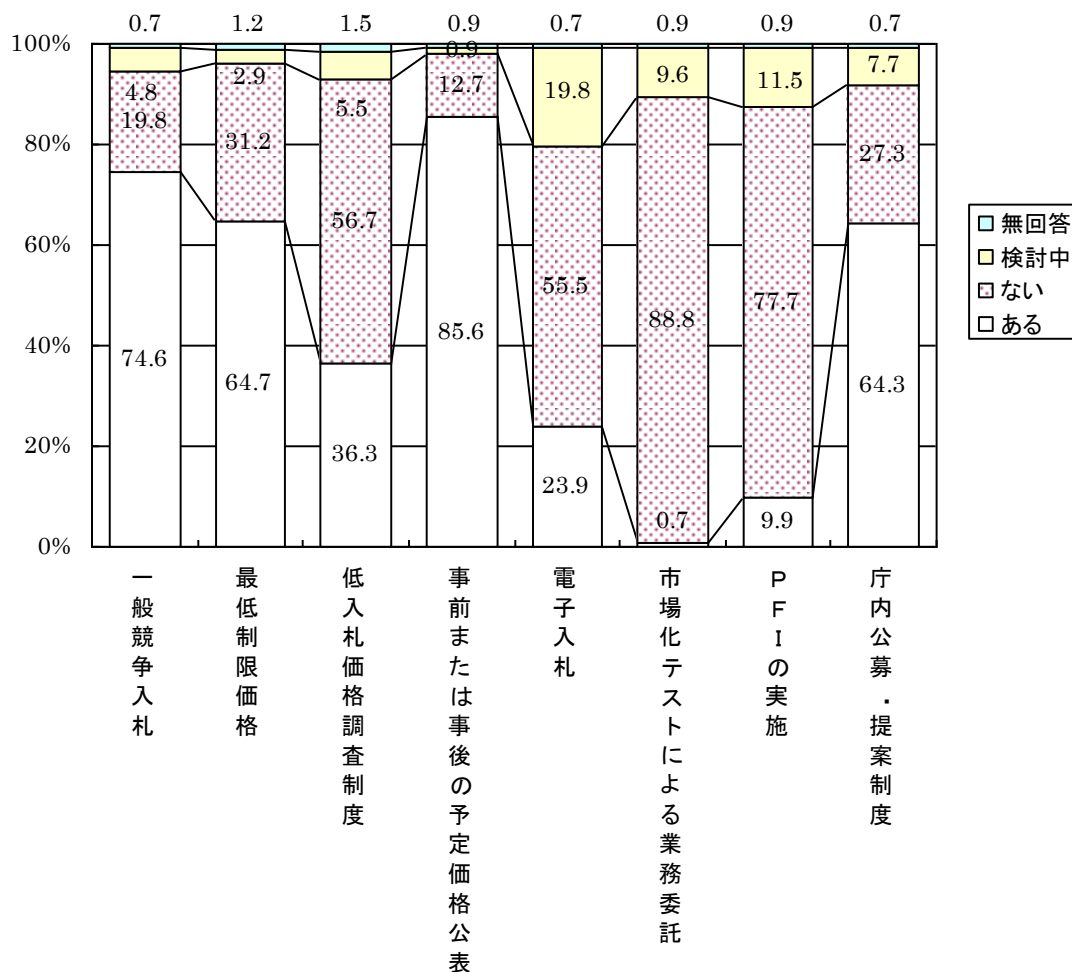 0.7 1.2 1.5 0.9 0.7 0.9 0.9 0.7
100%
80%
60%
40%
20%
0%
4.8 2.9 5.5 0.9 19.8 9.6 11.5 7.7
19.8 31.2 56.7 12.7 55.5 88.8 77.7 27.3
74.6 64.7 36.3 85.6 23.9 0.7 9.9 64.3
一般競争入札
最低制限価格
低入札価格調査制度
事前または事後の予定価格公表
電子入札
市場化テストによる業務委託
ＰＦＩの実施
庁内公募・提案制度
無回答
検討中
ない
ある